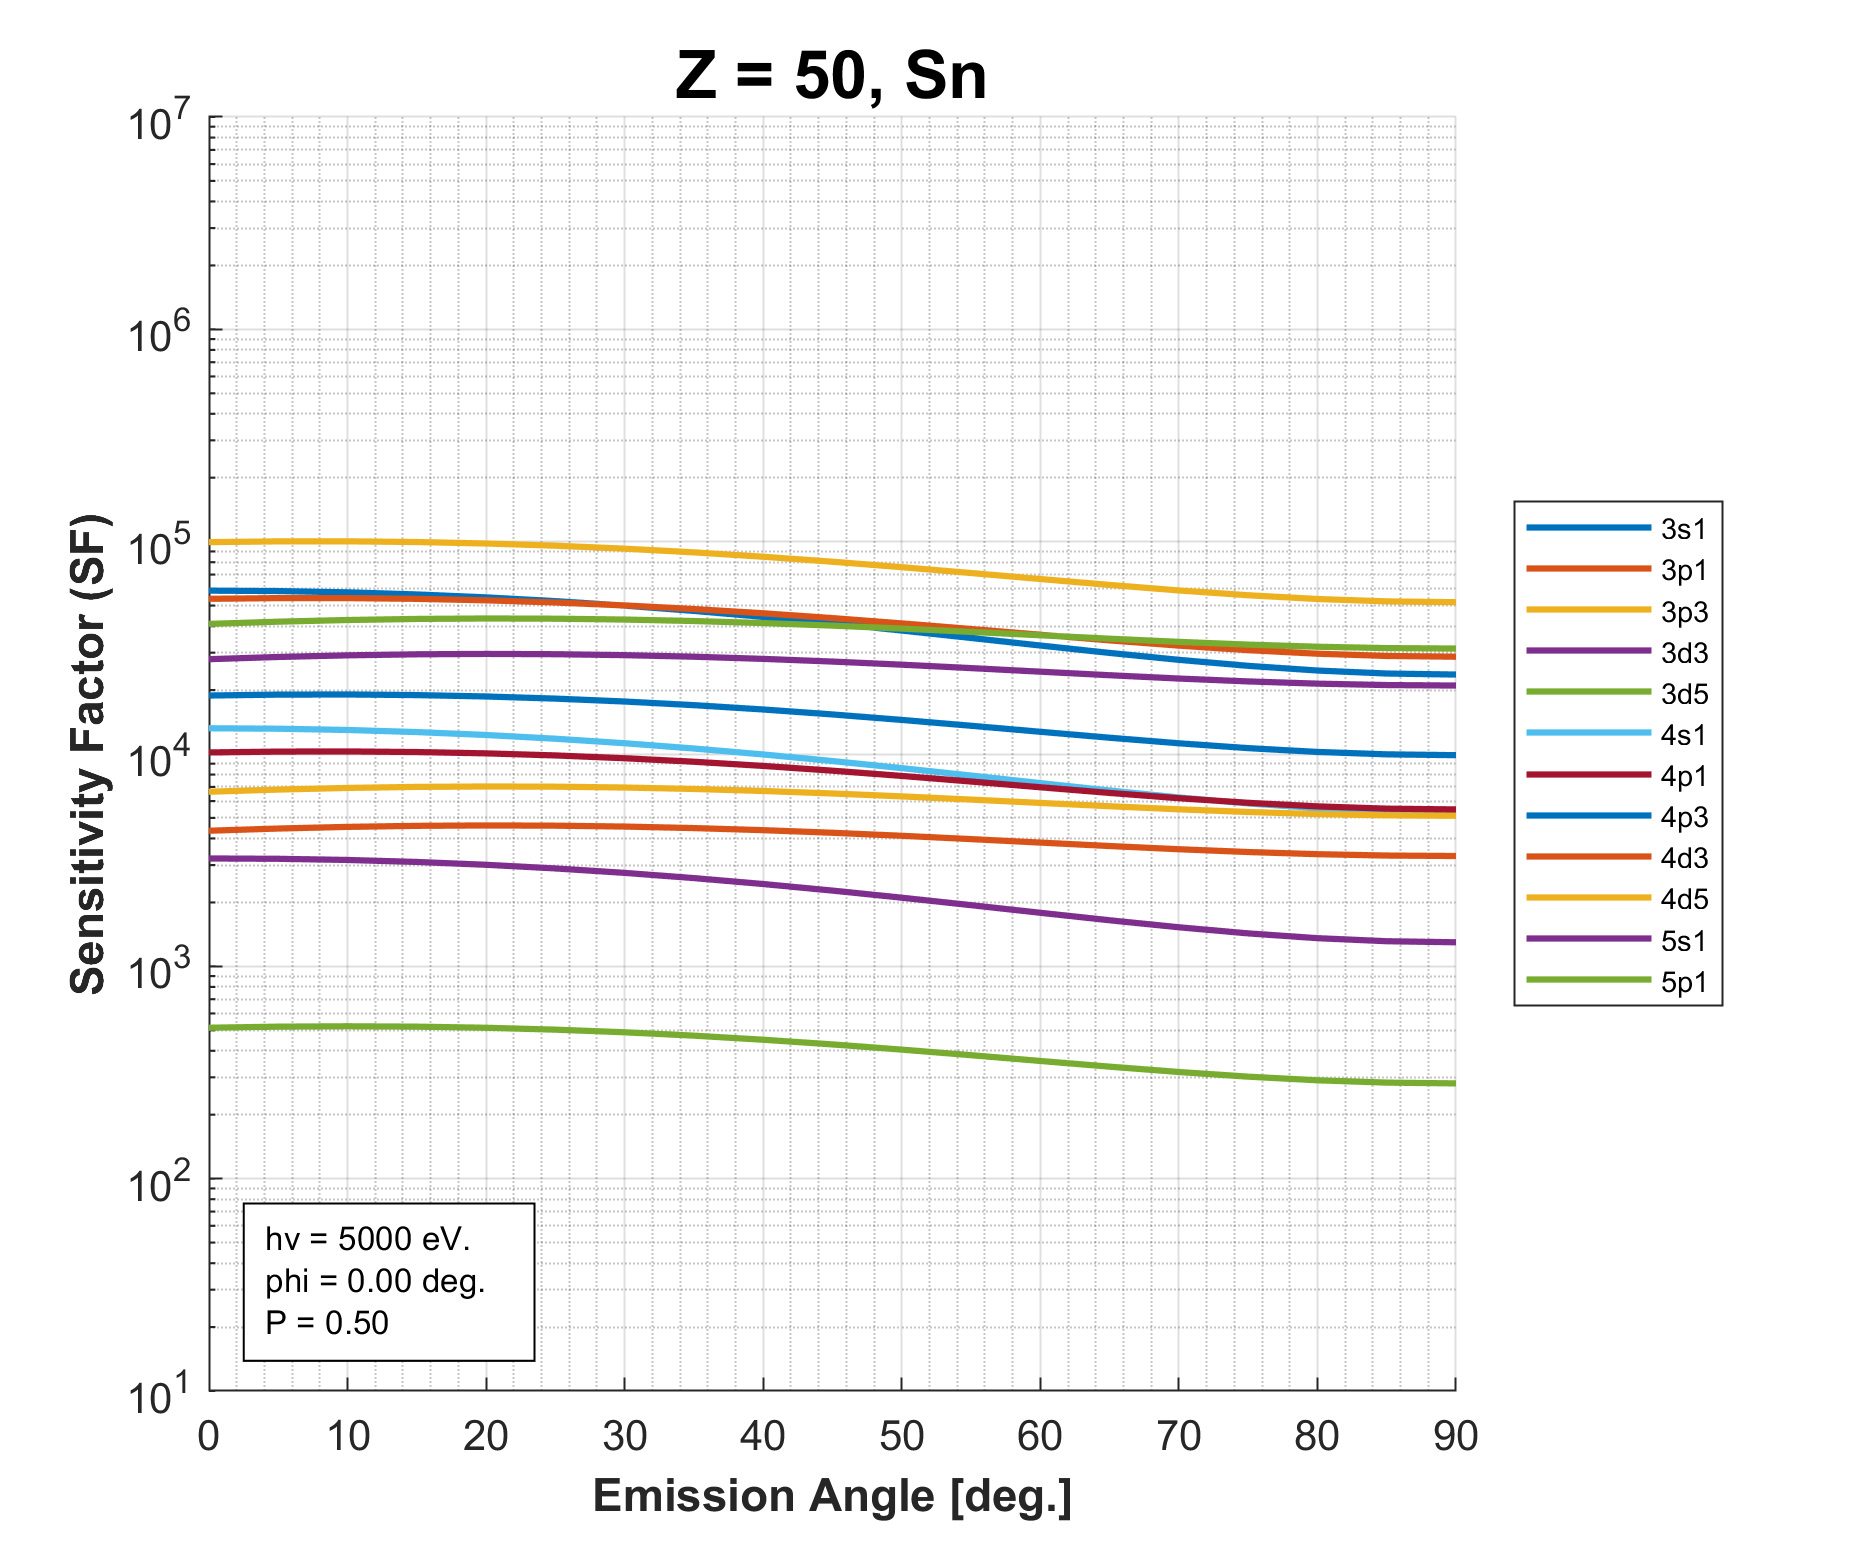 Z = 50, Sn
10^7
10^6
10^5
10^4
10^3
10^2
10^1
Sensitivity Factor (SF)
0 10 20 30 40 50 60 70 80 90
Emission Angle [deg.]
hv = 5000 eV.
phi = 0.00 deg.
P = 0.50
3s1
3p1
3p3
3d3
3d5
4s1
4p1
4p3
4d3
4d5
5s1
5p1